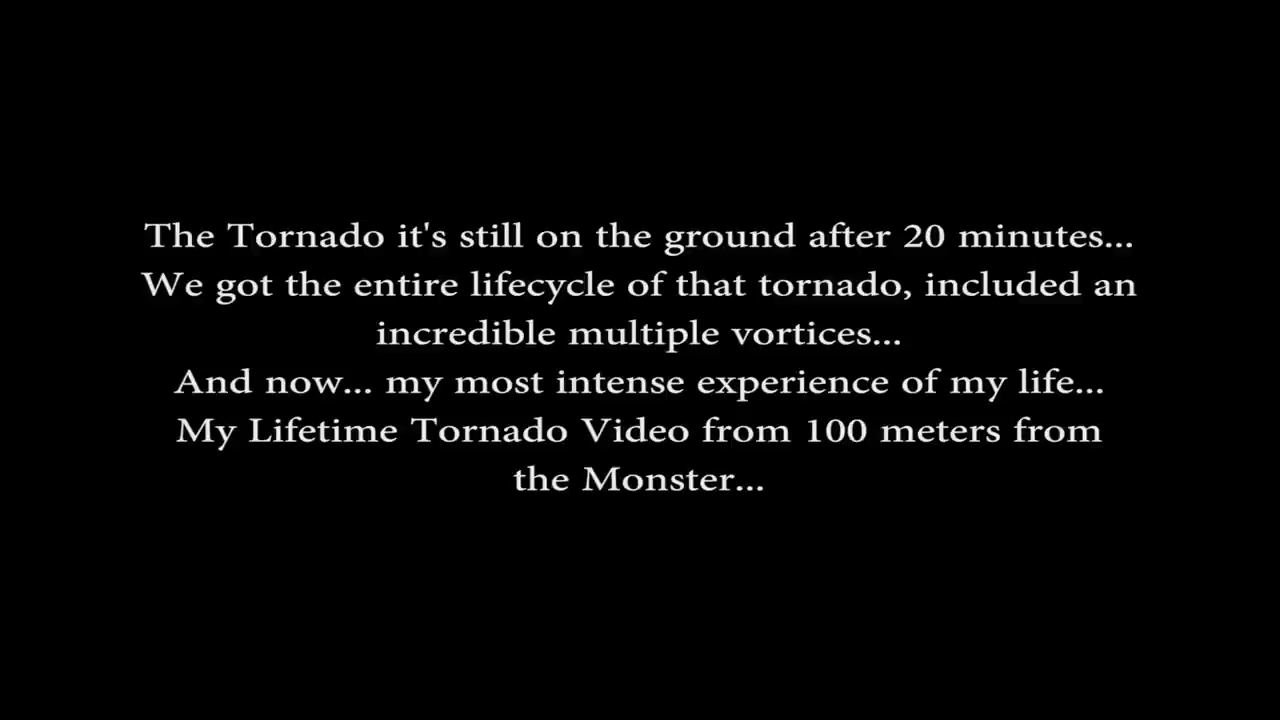 The Tornado it's still on the ground after 20 minutes...
We got the entire lifecycle of that tornado, included an
incredible multiple vortices...
And now... my most intense experience of my life...
My Lifetime Tornado Video from 100 meters from
the Monster...